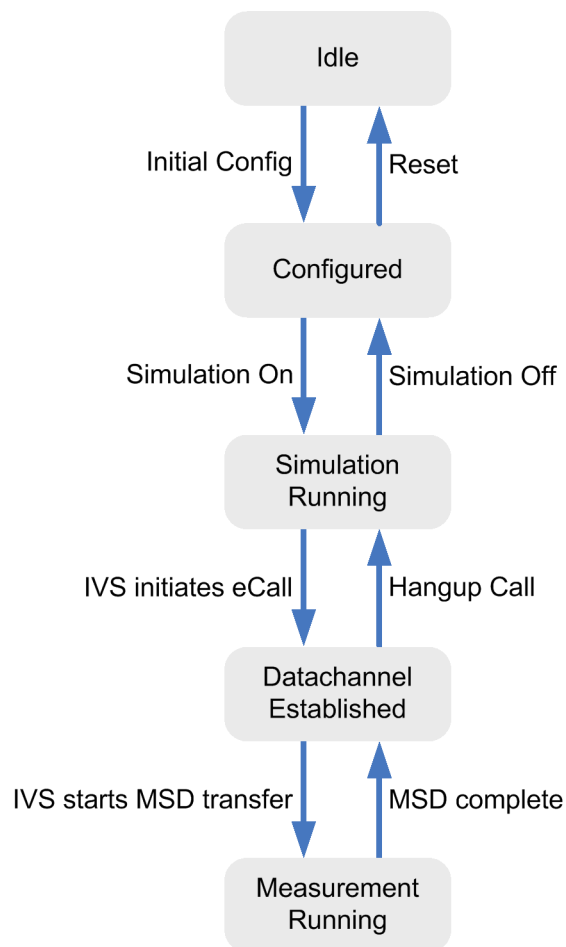 Idle
Initial Config
Reset
Configured
Simulation On
Simulation Off
Simulation
Running
IVS initiates eCall
Hangup Call
Datachannel
Established
IVS starts MSD transfer
MSD complete
Measurement
Running